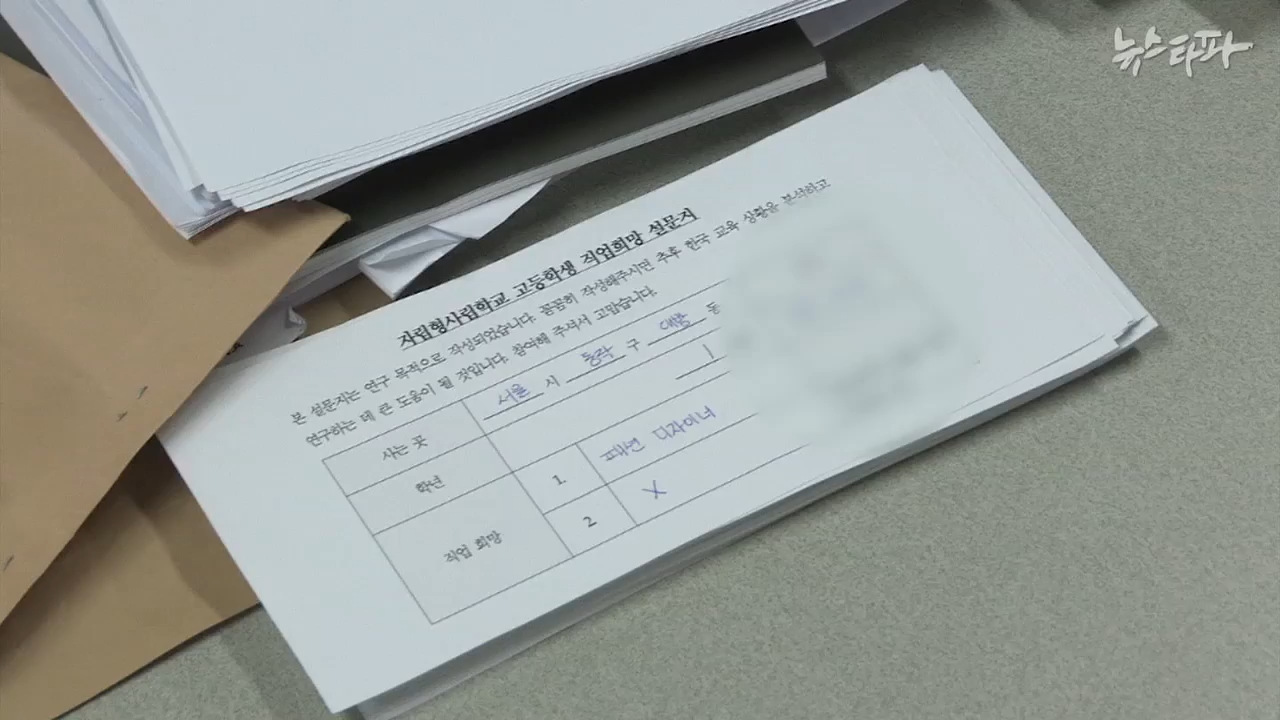 뉴스타파
자립형사립학교 고등학생 직업희망 설문지
본 설문지는 연구 목적으로 작성되었습니다. 꼼꼼히 작성해주시면 추후 한국 교육 상황을 분석하고
연구하는 데 큰 도움이 될 것입니다. 참여해 주셔서 고맙습니다.
사는 곳 서울 시 동작 구 대방 동
학년 1
직업 희망 1. 패션 디자이너
2 X